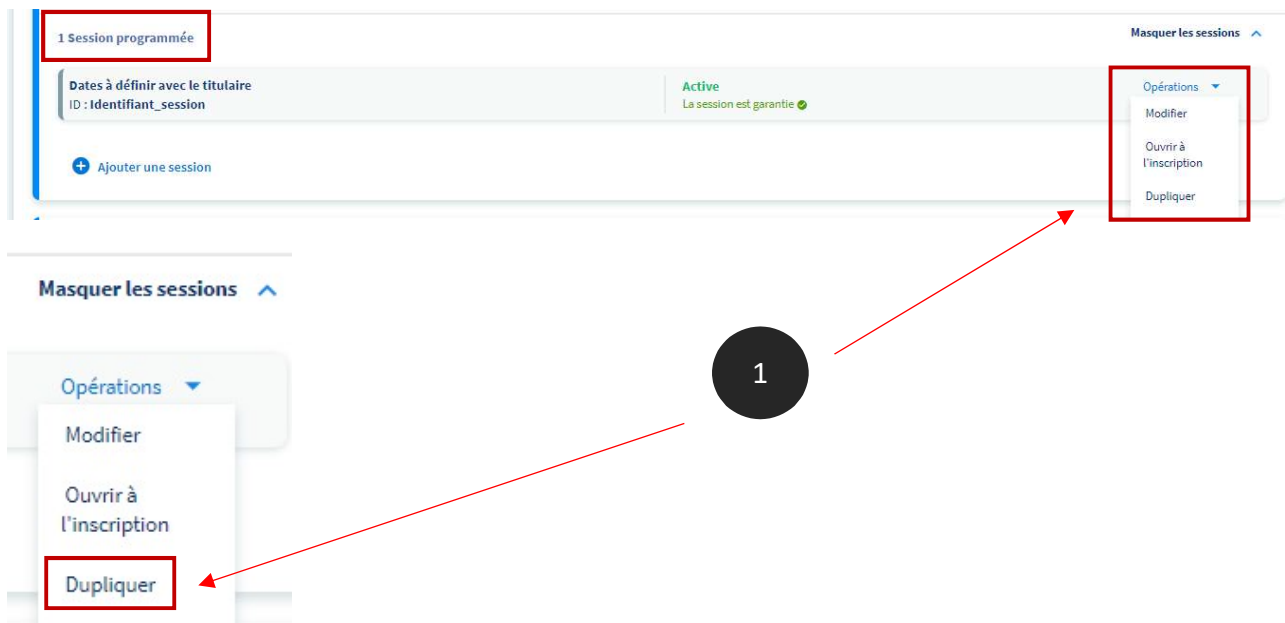 1 Session programmée
Masquer les sessions
Dates à définir avec le titulaire
ID : Identifiant_session
Active
La session est garantie
Opérations
Modifier
Ouvrir à
l'inscription
Dupliquer
Ajouter une session
Masquer les sessions
Opérations
Modifier
Ouvrir à
l'inscription
Dupliquer
1